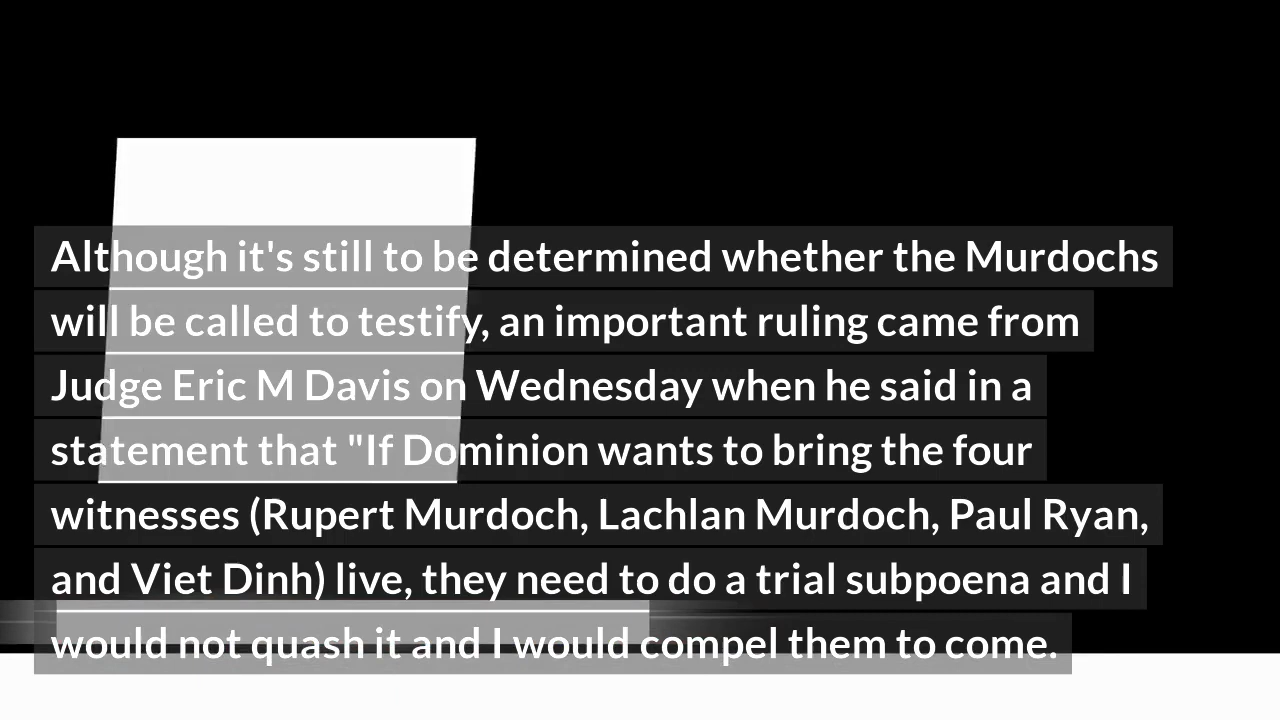 Although it's still to be determined whether the Murdochs
will be called to testify, an important ruling came from
Judge Eric M Davis on Wednesday when he said in a
statement that "If Dominion wants to bring the four
witnesses (Rupert Murdoch, Lachlan Murdoch, Paul Ryan,
and Viet Dinh) live, they need to do a trial subpoena and I
would not quash it and I would compel them to come.